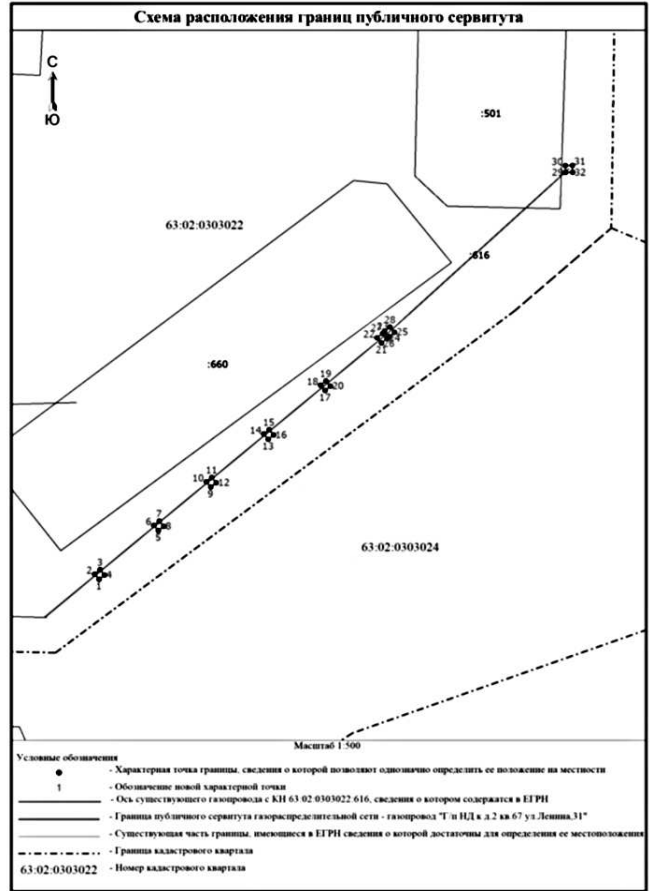 Схема расположения границ публичного сервитута
С
Ю
:501
30 31
29 32
63:02:0303022
:616
28
22 25
21
:660
19
18 20
17
15
14 16
13
11
10 12
9
7
6 8
5
63:02:0303024
3
2 4
1
Масштаб 1:500
Условные обозначения
- Характерная точка границы, сведения о которой позволяют однозначно определить ее положение на местности
1 - Обозначение новой характерной точки
- Ось существующего газопровода с КН 63:02:0303022:616, сведения о котором содержатся в ЕГРН
- Граница публичного сервитута газораспределительной сети - газопровод "Г/п НД к д.2 кв.67 ул.Ленина,31"
- Существующая часть границы, имеющиеся в ЕГРН сведения о которой достаточны для определения ее местоположения
- Граница кадастрового квартала
63:02:0303022 - Номер кадастрового квартала